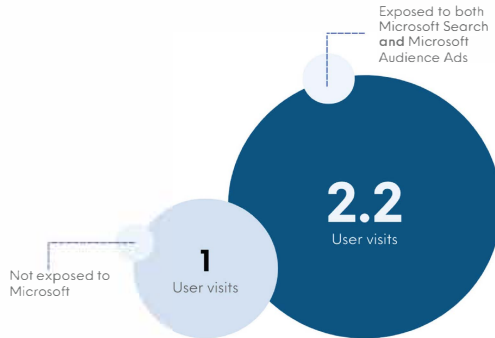 Exposed to both
Microsoft Search
and Microsoft
Audience Ads
2.2
User visits
1
User visits
Not exposed to
Microsoft